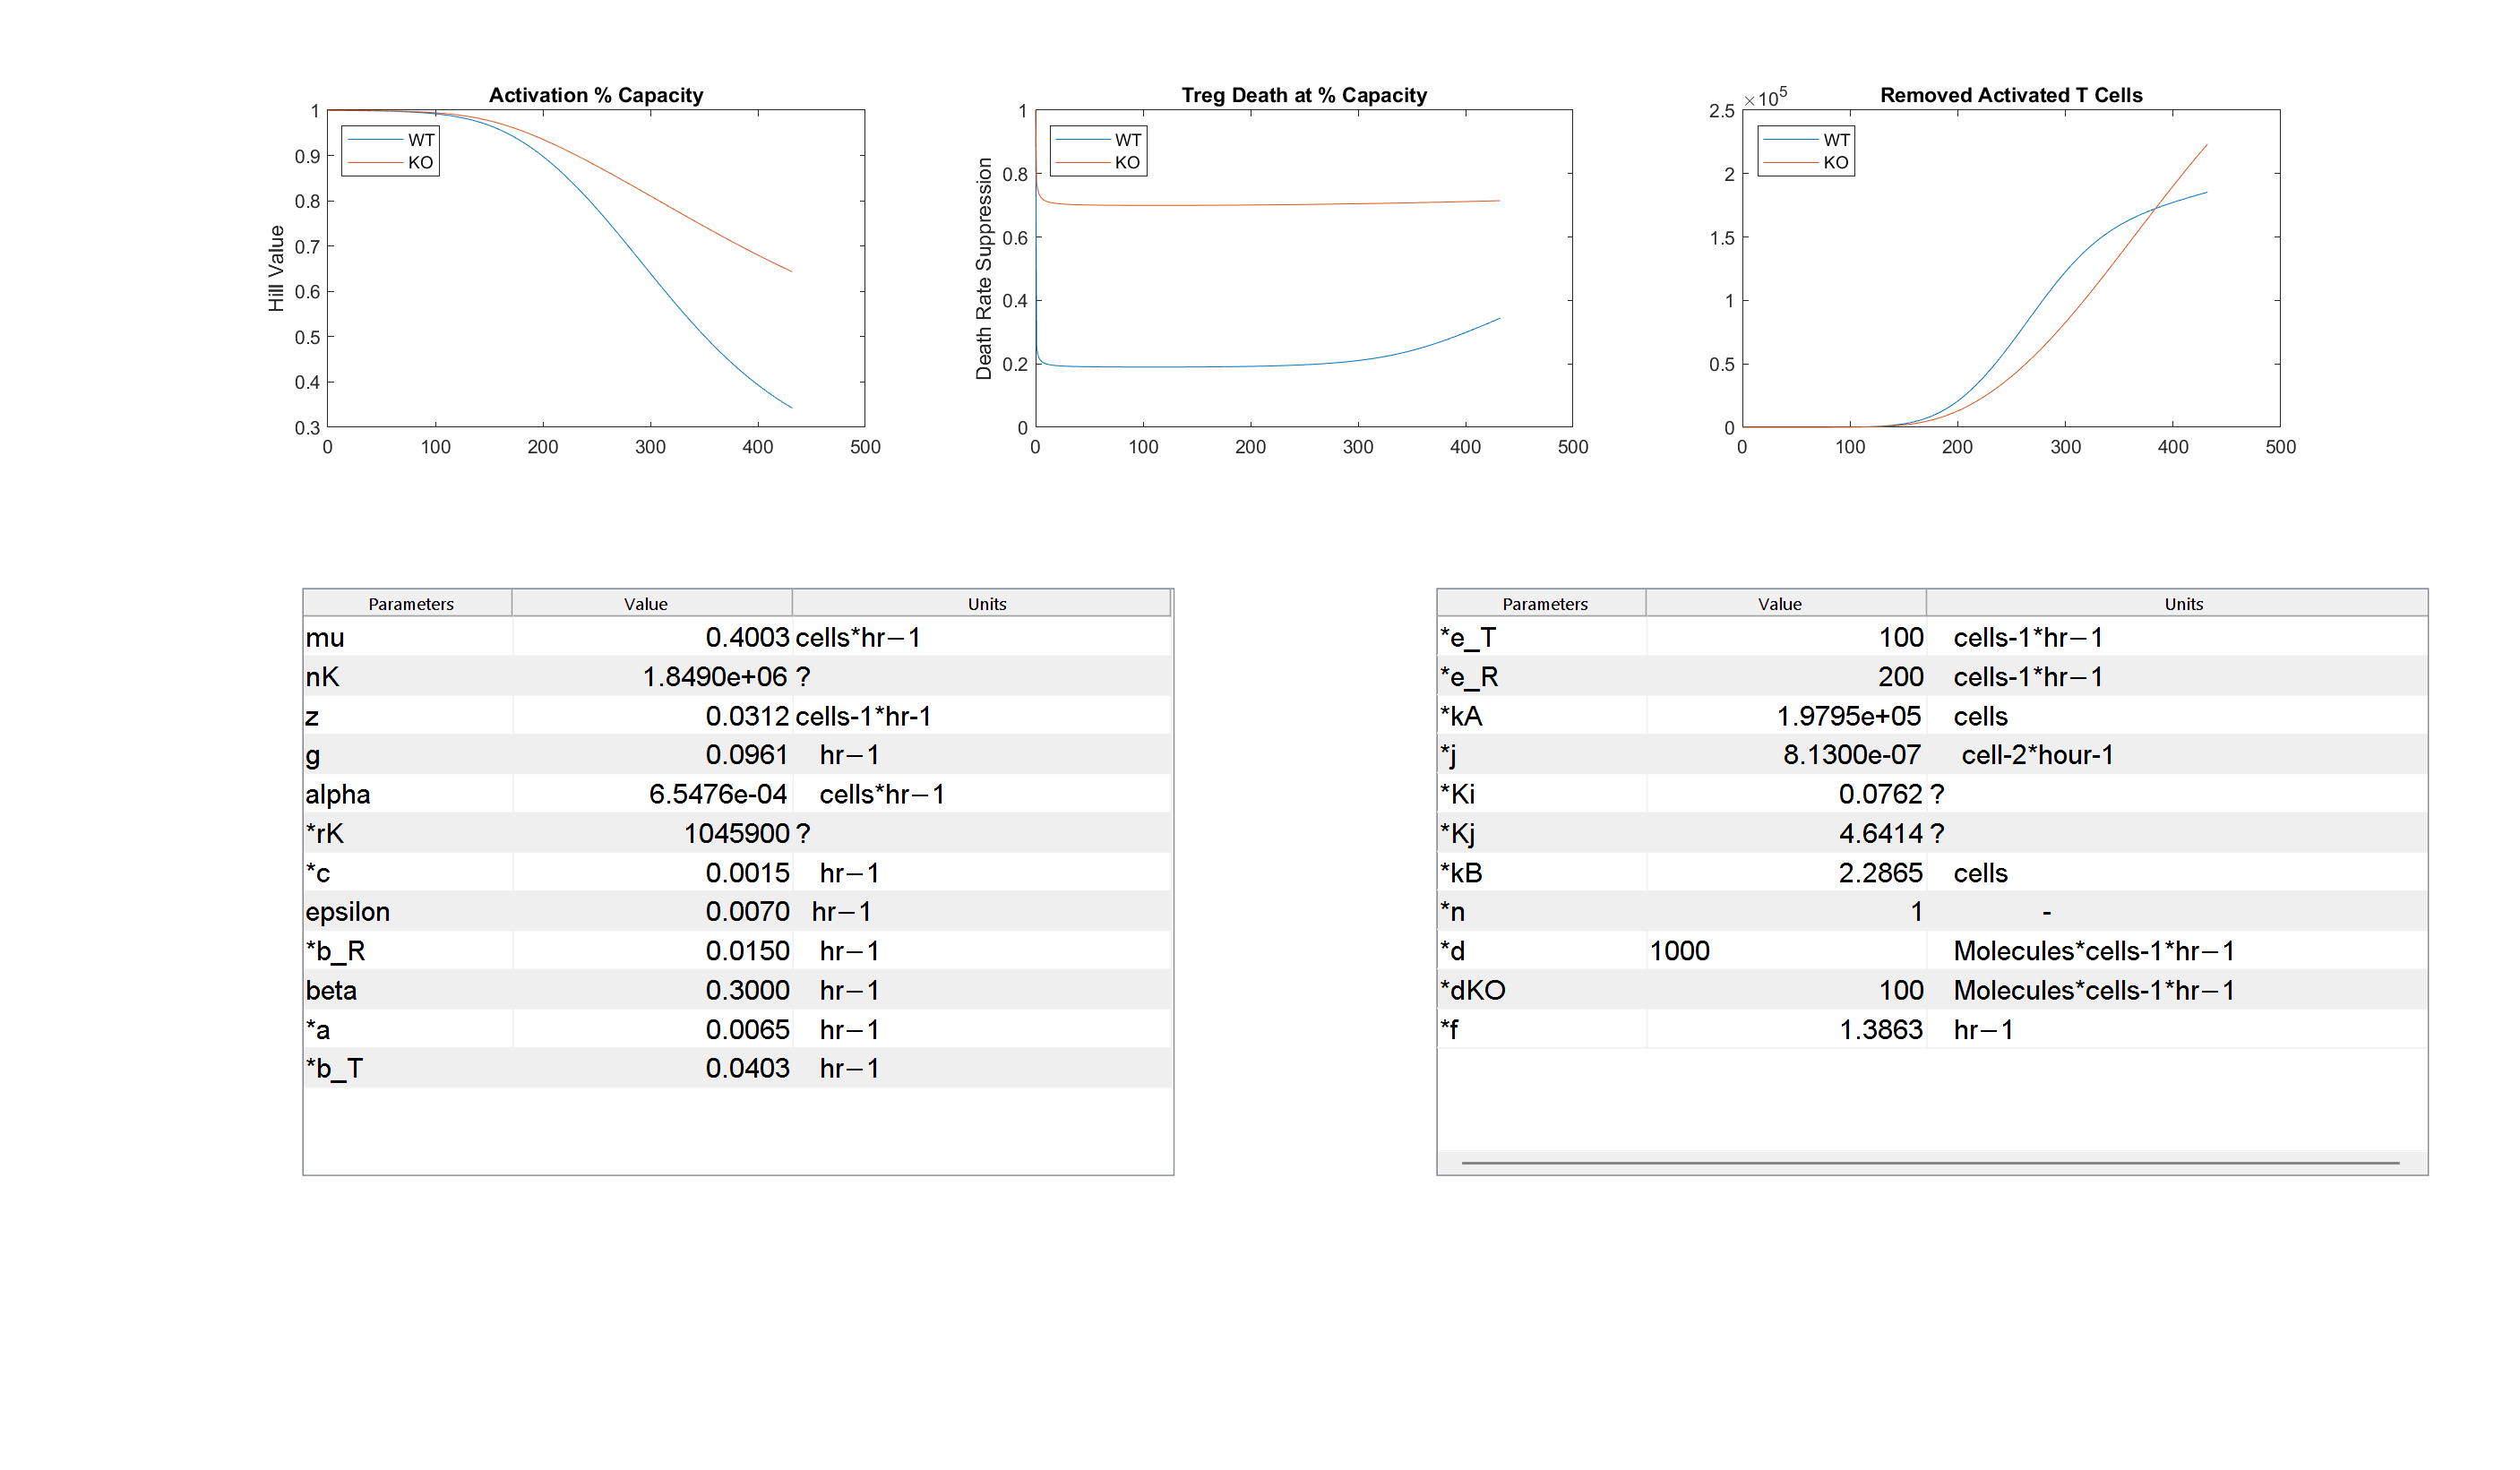 Activation % Capacity
Hill Value
1
0.9
0.8
0.7
0.6
0.5
0.4
0.3
WT
KO
0 100 200 300 400 500
Treg Death at % Capacity
Death Rate Suppression
1
0.8
0.6
0.4
0.2
0
WT
KO
0 100 200 300 400 500
Removed Activated T Cells
×10⁵
2.5
2
1.5
1
0.5
0
WT
KO
0 100 200 300 400 500
Parameters Value Units
mu 0.4003 cells*hr−1
nK 1.8490e+06 ?
z 0.0312 cells-1*hr-1
g 0.0961 hr−1
alpha 6.5476e-04 cells*hr−1
*rK 1045900 ?
*c 0.0015 hr−1
epsilon 0.0070 hr−1
*b_R 0.0150 hr−1
beta 0.3000 hr−1
*a 0.0065 hr−1
*b_T 0.0403 hr−1
Parameters Value Units
*e_T 100 cells-1*hr−1
*e_R 200 cells-1*hr−1
*kA 1.9795e+05 cells
*j 8.1300e-07 cell-2*hour-1
*Ki 0.0762 ?
*Kj 4.6414 ?
*kB 2.2865 cells
*n 1 -
*d 1000 Molecules*cells-1*hr−1
*dKO 100 Molecules*cells-1*hr−1
*f 1.3863 hr−1